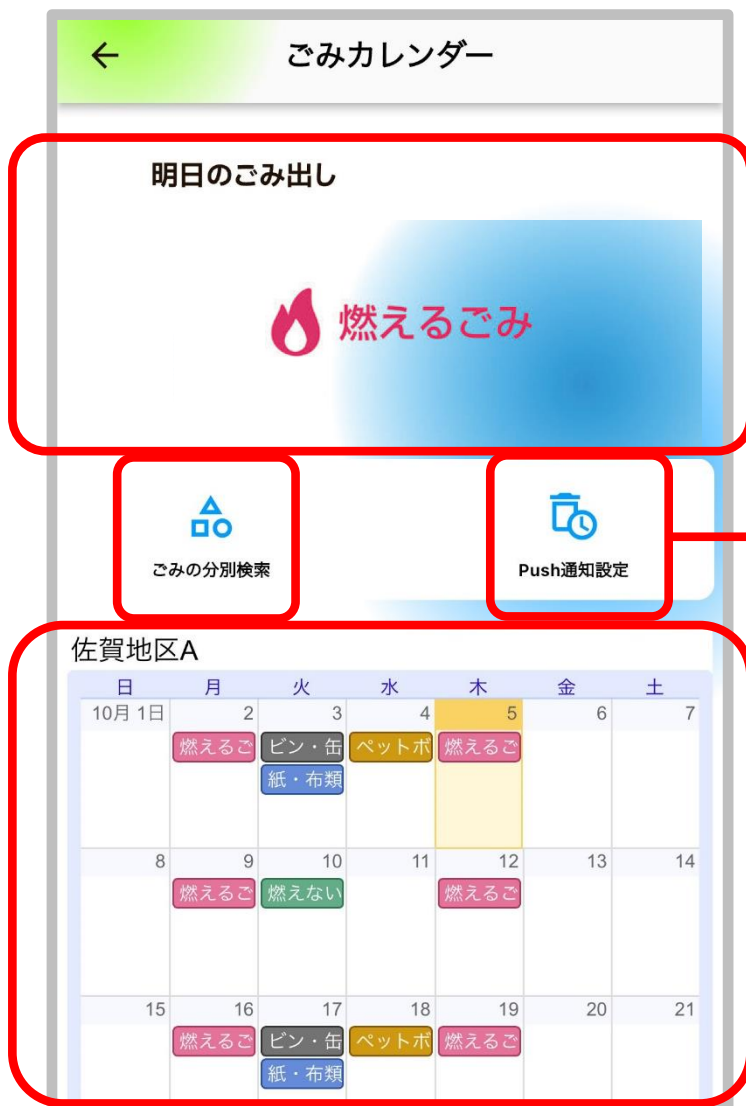 ごみカレンダー
明日のごみ出し
燃えるごみ
ごみの分別検索 Push通知設定
佐賀地区A
日 月 火 水 木 金 土
10月 1日 2 3 4 5 6 7
燃えるご ビン・缶 ペットボ 燃えるご
紙・布類
8 9 10 11 12 13 14
燃えるご 燃えない 燃えるご
15 16 17 18 19 20 21
燃えるご ビン・缶 ペットボ 燃えるご
紙・布類